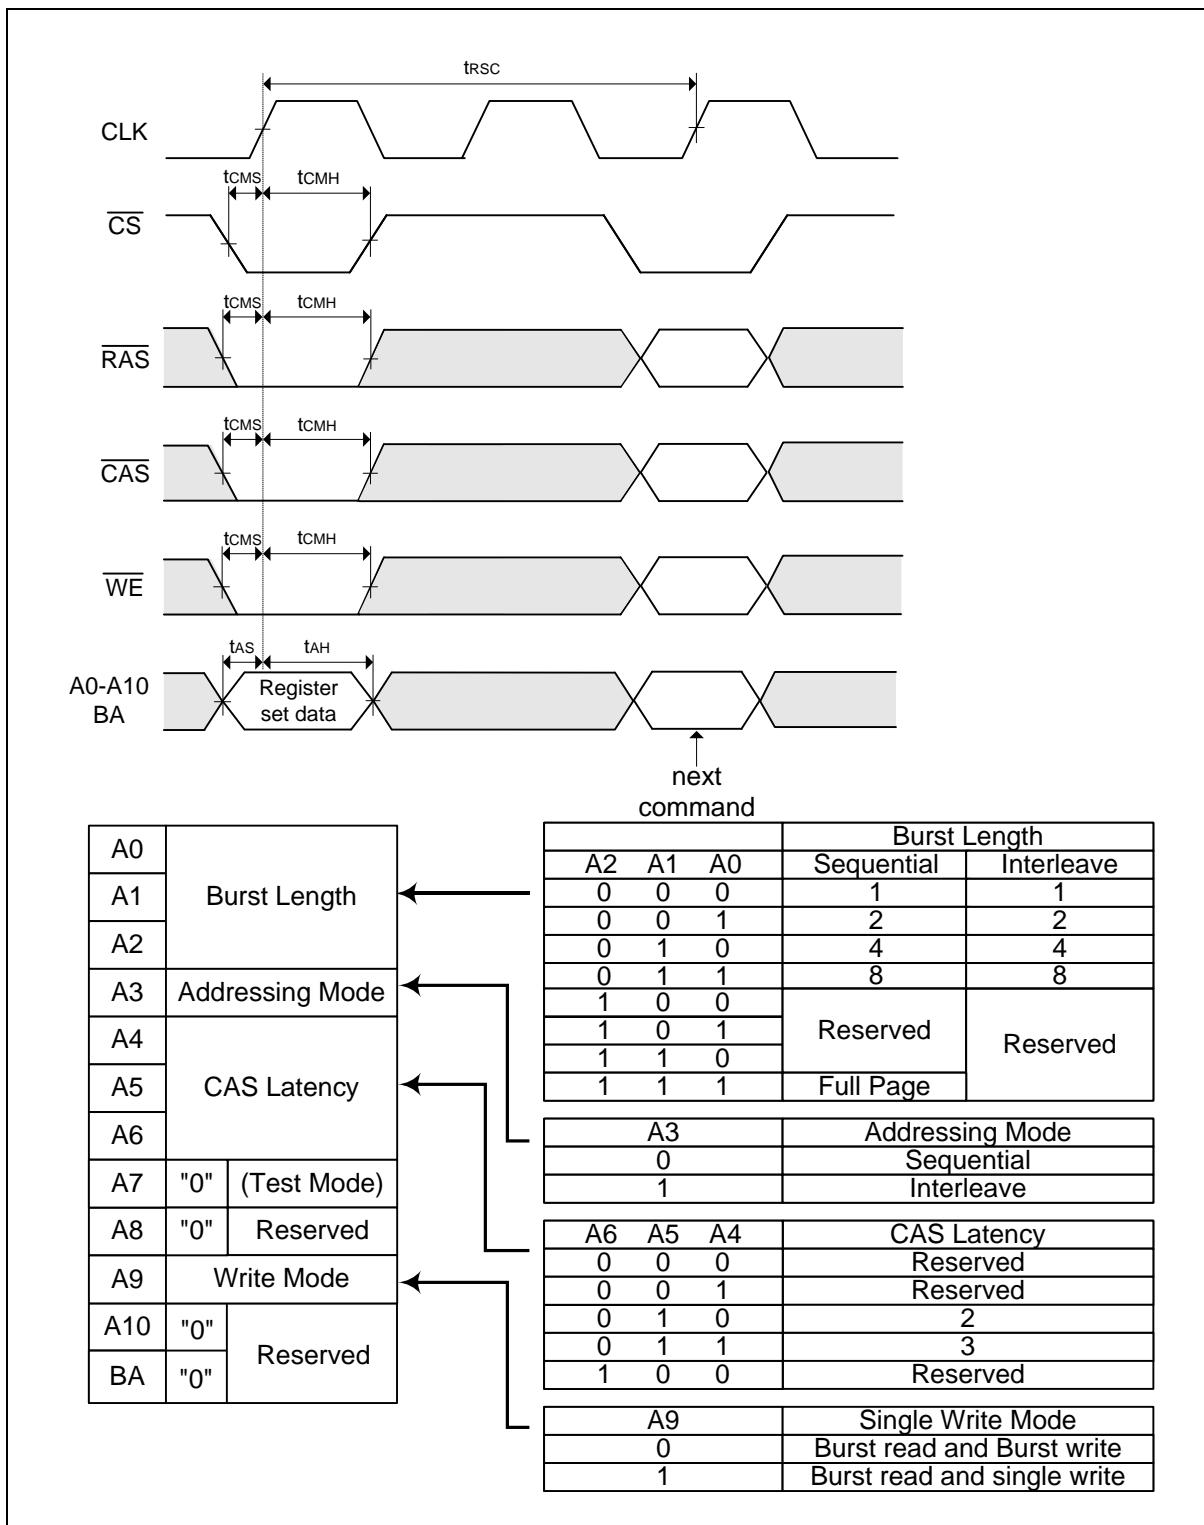 tRSC
CLK
tCMS tCMH
CS
tCMS tCMH
RAS
tCMS tCMH
CAS
tCMS tCMH
WE
tAS tAH
A0-A10
BA
Register
set data
next
command
A0
A1
A2
Burst Length
A3 Addressing Mode
A4
A5
A6
CAS Latency
A7 "0" (Test Mode)
A8 "0" Reserved
A9 Write Mode
A10 "0"
BA "0"
Reserved
Burst Length
A2 A1 A0 Sequential Interleave
0 0 0 1 1
0 0 1 2 2
0 1 0 4 4
0 1 1 8 8
1 0 0
1 0 1
1 1 0
Reserved
Reserved
1 1 1 Full Page
A3 Addressing Mode
0 Sequential
1 Interleave
A6 A5 A4 CAS Latency
0 0 0 Reserved
0 0 1 Reserved
0 1 0 2
0 1 1 3
1 0 0 Reserved
A9 Single Write Mode
0 Burst read and Burst write
1 Burst read and single write